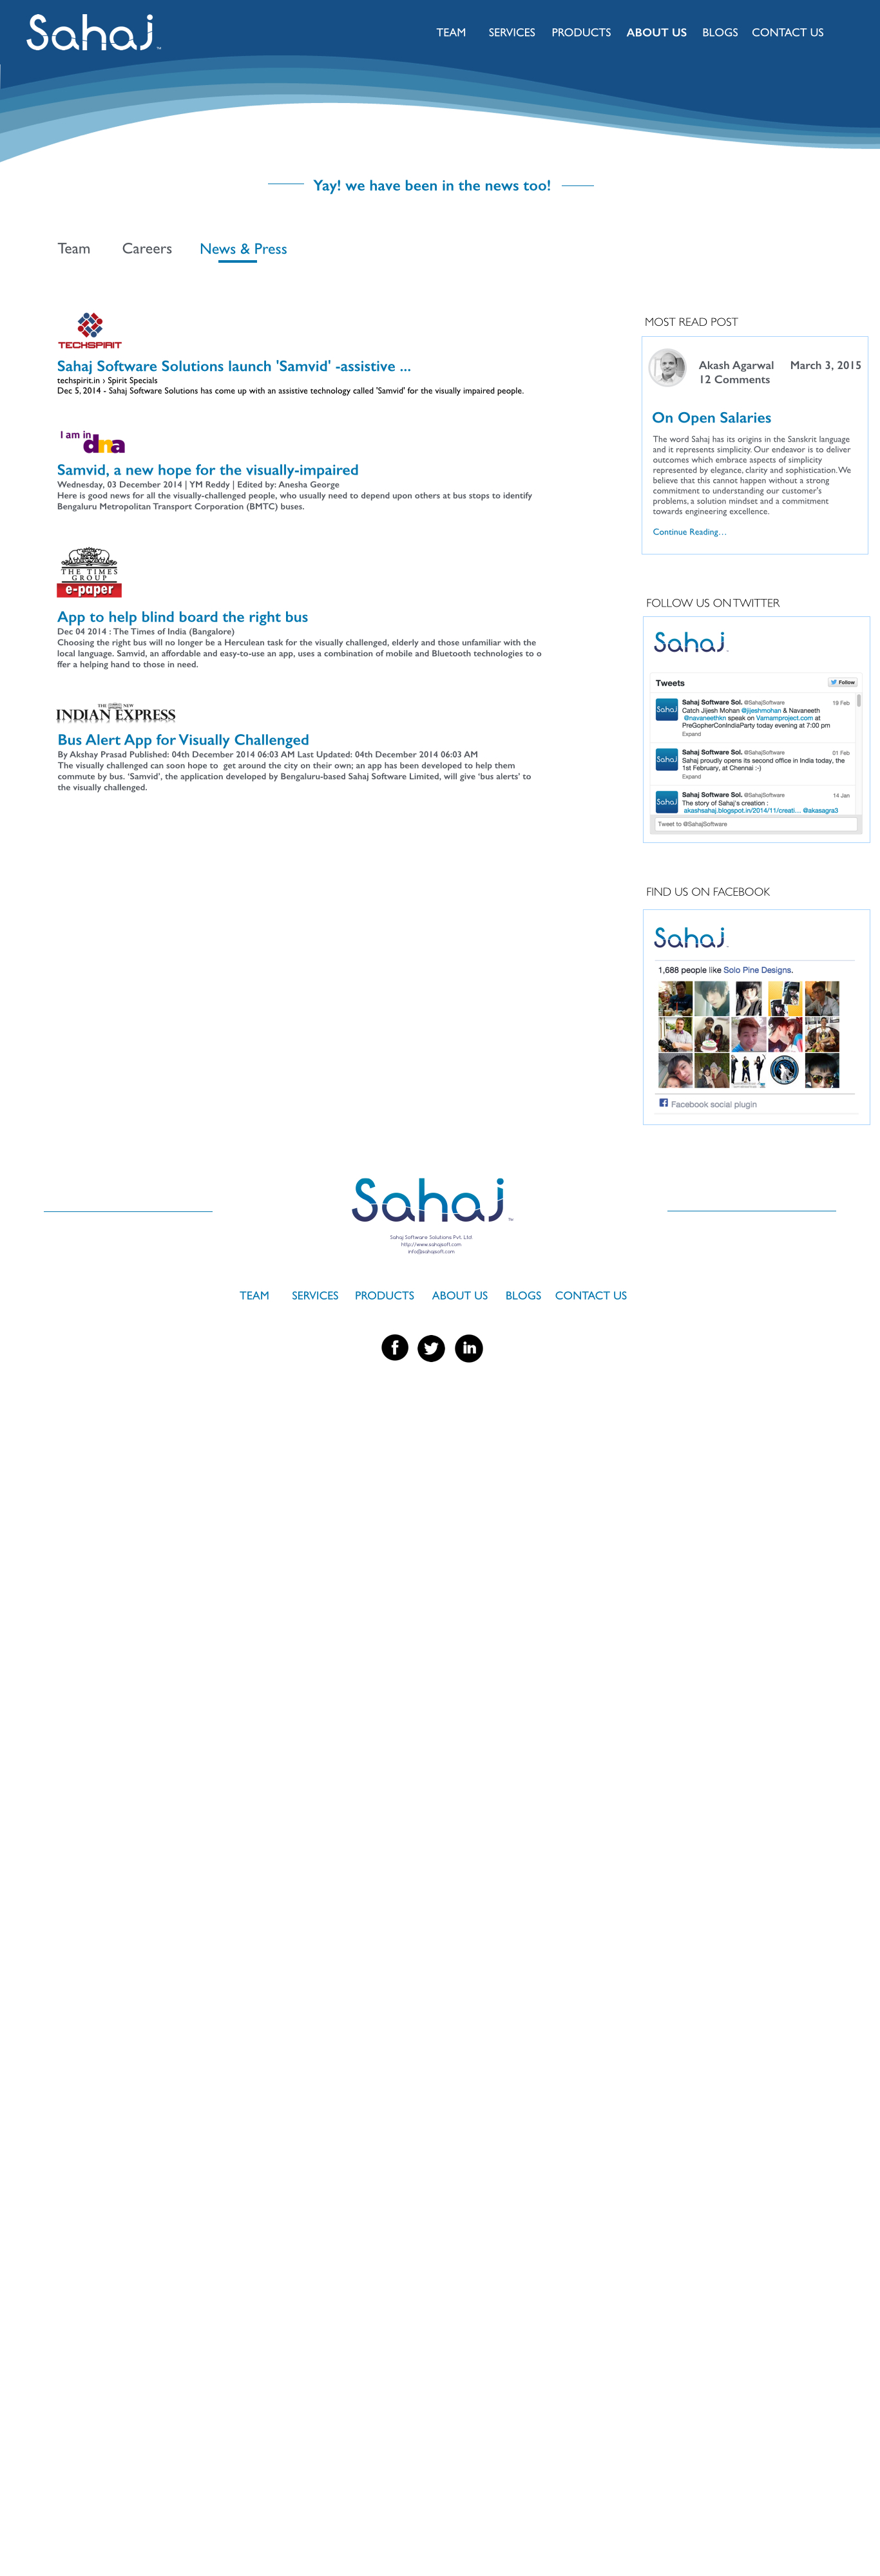 Sahaj ™
TEAM SERVICES PRODUCTS ABOUT US BLOGS CONTACT US
Yay! we have been in the news too!
Team Careers News & Press
TECHSPIRIT
Sahaj Software Solutions launch 'Samvid' -assistive ...
techspirit.in › Spirit Specials
Dec 5, 2014 - Sahaj Software Solutions has come up with an assistive technology called 'Samvid' for the visually impaired people.
I am in dna
Samvid, a new hope for the visually-impaired
Wednesday, 03 December 2014 | YM Reddy | Edited by: Anesha George
Here is good news for all the visually-challenged people, who usually need to depend upon others at bus stops to identify
Bengaluru Metropolitan Transport Corporation (BMTC) buses.
THE TIMES
GROUP
e-paper
App to help blind board the right bus
Dec 04 2014 : The Times of India (Bangalore)
Choosing the right bus will no longer be a Herculean task for the visually challenged, elderly and those unfamiliar with the
local language. Samvid, an affordable and easy-to-use an app, uses a combination of mobile and Bluetooth technologies to o
ffer a helping hand to those in need.
THE NEW
INDIAN EXPRESS
Bus Alert App for Visually Challenged
By Akshay Prasad Published: 04th December 2014 06:03 AM Last Updated: 04th December 2014 06:03 AM
The visually challenged can soon hope to get around the city on their own; an app has been developed to help them
commute by bus. ‘Samvid’, the application developed by Bengaluru-based Sahaj Software Limited, will give ‘bus alerts’ to
the visually challenged.
MOST READ POST
Akash Agarwal March 3, 2015
12 Comments
On Open Salaries
The word Sahaj has its origins in the Sanskrit language
and it represents simplicity. Our endeavor is to deliver
outcomes which embrace aspects of simplicity
represented by elegance, clarity and sophistication. We
believe that this cannot happen without a strong
commitment to understanding our customer's
problems, a solution mindset and a commitment
towards engineering excellence.
Continue Reading…
FOLLOW US ON TWITTER
Sahaj
Tweets Follow
Sahaj
Sahaj Software Sol. @SahajSoftware 19 Feb
Catch Jijesh Mohan @jijeshmohan & Navaneeth
@navaneethkn speak on Vamamproject.com at
PreGopherConIndiaParty today evening at 7:00 pm
Expand
Sahaj
Sahaj Software Sol. @SahajSoftware 01 Feb
Sahaj proudly opens its second office in India today, the
1st February, at Chennai :-)
Expand
Sahaj
Sahaj Software Sol. @SahajSoftware 14 Jan
The story of Sahaj's creation :
akashsahaj.blogspot.in/2014/11/creati… @akasagra3
Tweet to @SahajSoftware
FIND US ON FACEBOOK
Sahaj
1,688 people like Solo Pine Designs.
Facebook social plugin
Sahaj ™
Sahaj Software Solutions Pvt. Ltd
http://www.sahajsoft.com
info@sahajsoft.com
TEAM SERVICES PRODUCTS ABOUT US BLOGS CONTACT US
f in